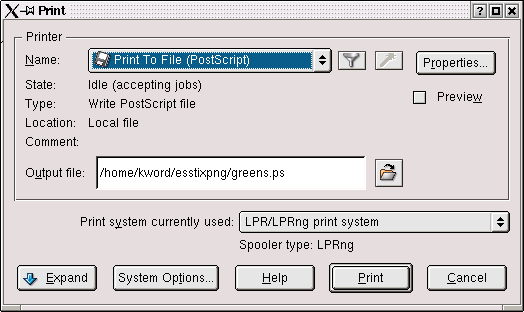 Print
Printer
Name: Print To File (PostScript) Properties...
State: Idle (accepting jobs)
Preview
Type: Write PostScript file
Location: Local file
Comment:
Output file: /home/kword/esstixpng/greens.ps
Print system currently used: LPR/LPRng print system
Spooler type: LPRng
Expand System Options... Help Print Cancel